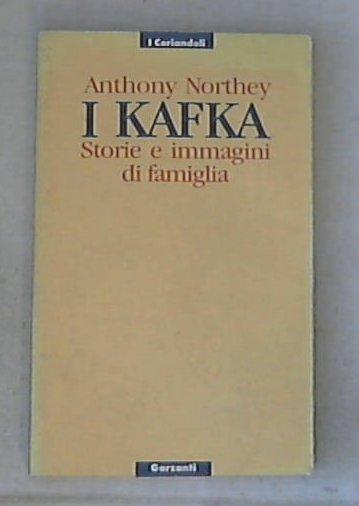 I Coriandoli
Anthony Northey
I KAFKA
Storie e immagini
di famiglia
Garzanti